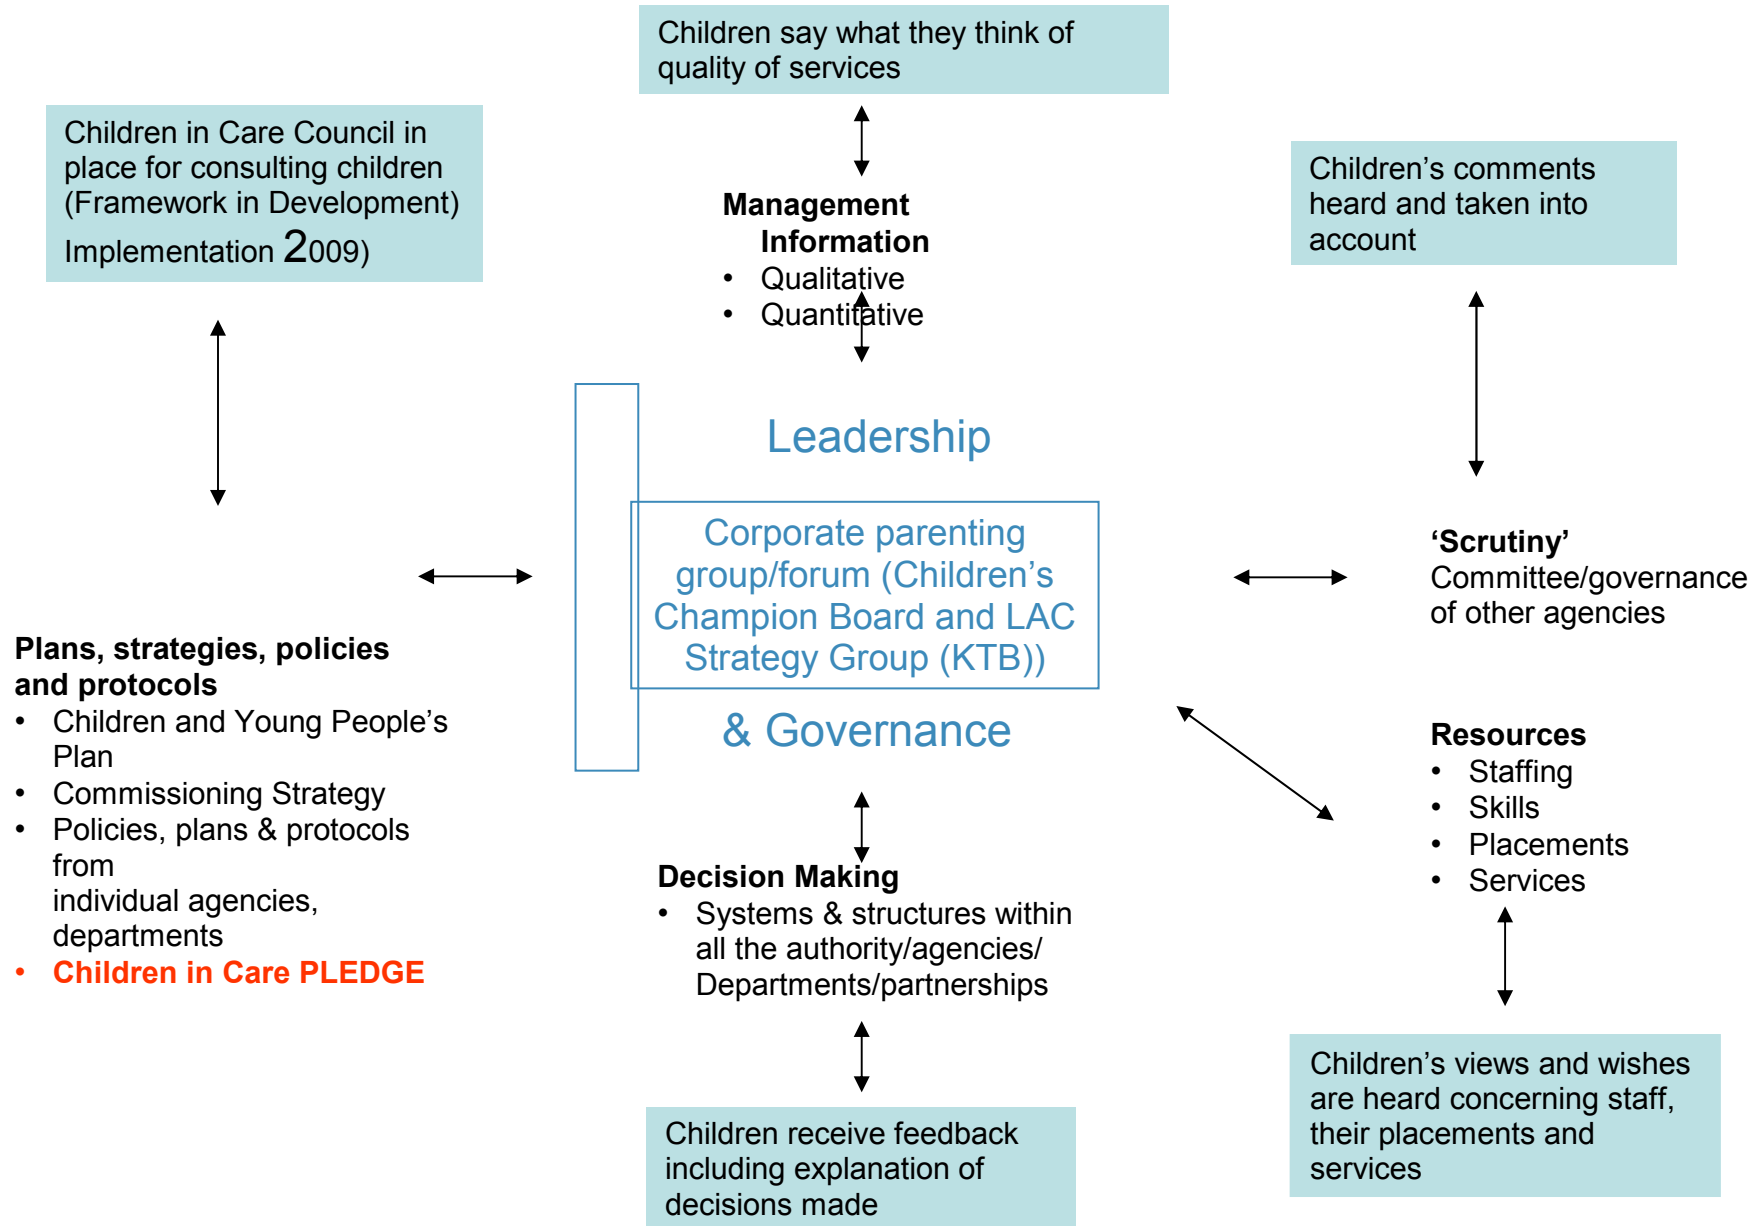 Children say what they think of
quality of services
Children in Care Council in
place for consulting children
(Framework in Development)
Implementation 2009)
Children’s comments
heard and taken into
account
Management
Information
• Qualitative
• Quantitative
Leadership
Corporate parenting
group/forum (Children’s
Champion Board and LAC
Strategy Group (KTB))
& Governance
‘Scrutiny’
Committee/governance
of other agencies
Plans, strategies, policies
and protocols
• Children and Young People’s
Plan
• Commissioning Strategy
• Policies, plans & protocols
from
individual agencies,
departments
• Children in Care PLEDGE
Resources
• Staffing
• Skills
• Placements
• Services
Decision Making
• Systems & structures within
all the authority/agencies/
Departments/partnerships
Children’s views and wishes
are heard concerning staff,
their placements and
services
Children receive feedback
including explanation of
decisions made